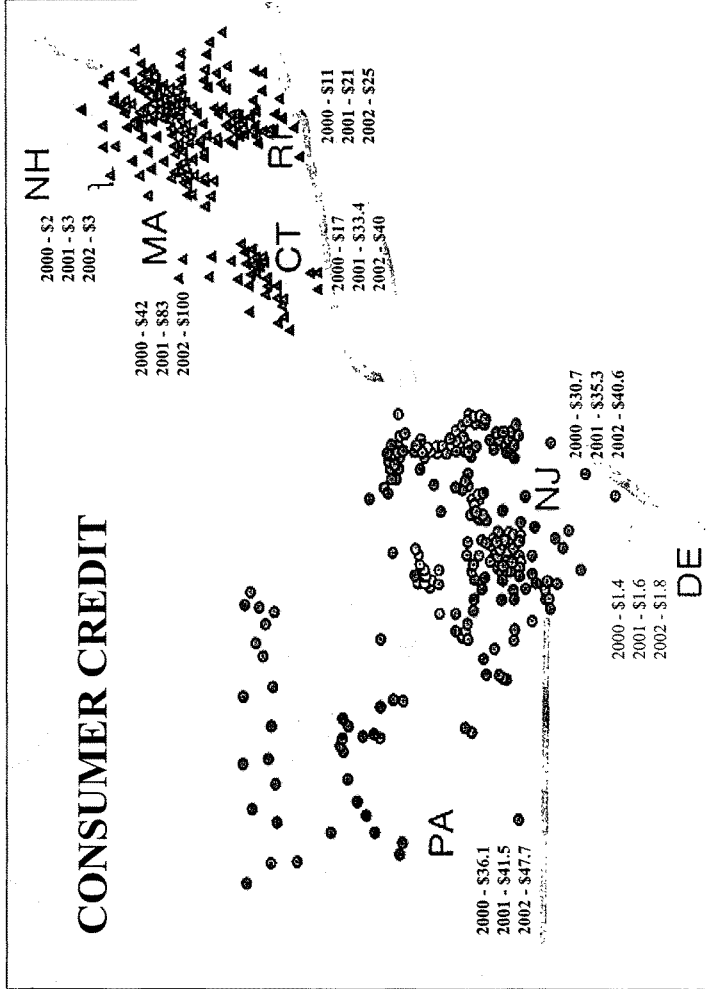 CONSUMER CREDIT
NH
2000 - $2
2001 - $3
2002 - $3
MA
2000 - $42
2001 - $83
2002 - $100
RI
2000 - $11
2001 - $21
2002 - $25
CT
2000 - $17
2001 - $33.4
2002 - $40
NJ
2000 - $30.7
2001 - $35.3
2002 - $40.6
PA
2000 - $36.1
2001 - $41.5
2002 - $47.7
2000 - $1.4
2001 - $1.6
2002 - $1.8
DE